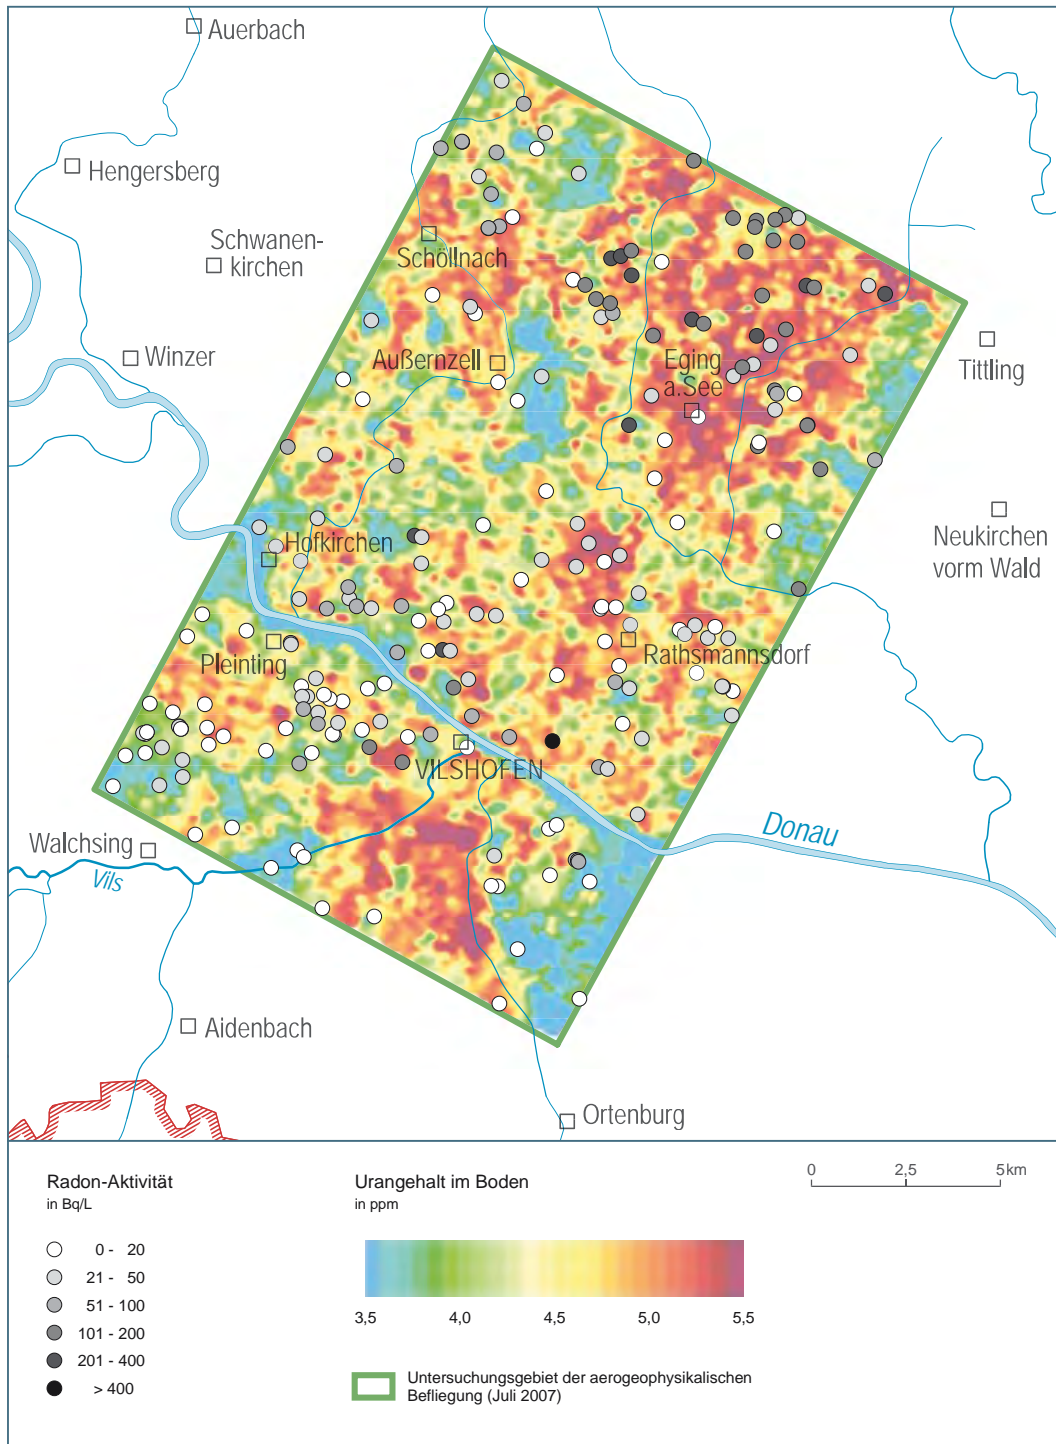 Auerbach
Hengersberg
Schwanen-
kirchen
Schöllnach
Winzer
Außernzell
Eging
a.See
Tittling
Hofkirchen
Neukirchen
vorm Wald
Pleinting
Rathsmannsdorf
VILSHOFEN
Donau
Walchsing
Vils
Aidenbach
Ortenburg
Radon-Aktivität
in Bq/L
0 - 20
21 - 50
51 - 100
101 - 200
201 - 400
> 400
Urangehalt im Boden
in ppm
3,5 4,0 4,5 5,0 5,5
Untersuchungsgebiet der aerogeophysikalischen
Befliegung (Juli 2007)
0 2,5 5 km